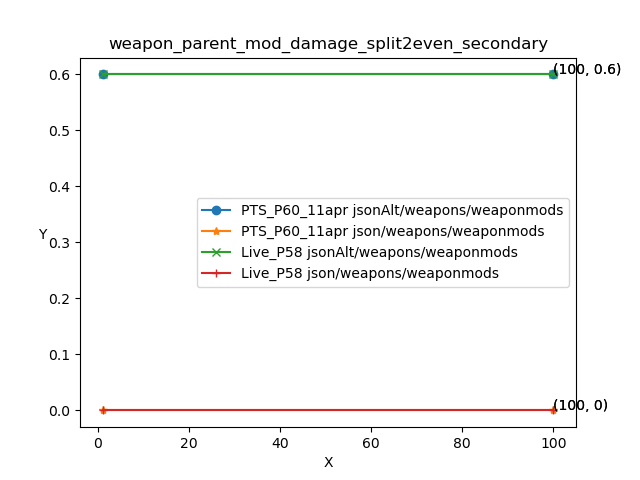 weapon_parent_mod_damage_split2even_secondary
(100, 0.6)
0.6
0.5
0.4
0.3
0.2
0.1
0.0
Y
PTS_P60_11apr jsonAlt/weapons/weaponmods
PTS_P60_11apr json/weapons/weaponmods
Live_P58 jsonAlt/weapons/weaponmods
Live_P58 json/weapons/weaponmods
(100, 0)
0 20 40 60 80 100
X